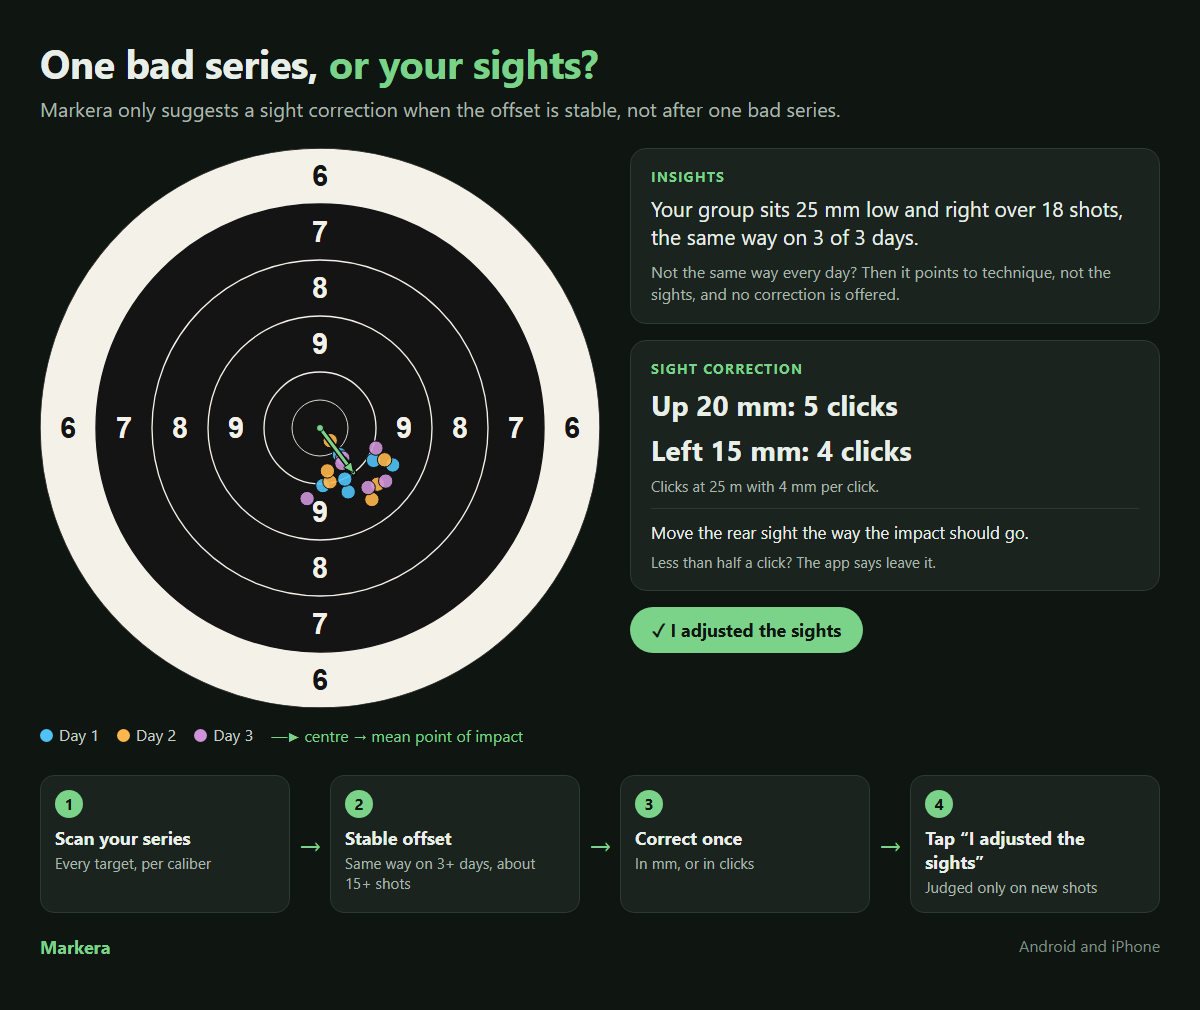 One bad series, or your sights?
Markera only suggests a sight correction when the offset is stable, not after one bad series.
6
7
8
9
6 7 8 9 9 8 7 6
9
8
7
6
Day 1 Day 2 Day 3 —▶ centre → mean point of impact
INSIGHTS
Your group sits 25 mm low and right over 18 shots,
the same way on 3 of 3 days.
Not the same way every day? Then it points to technique, not the
sights, and no correction is offered.
SIGHT CORRECTION
Up 20 mm: 5 clicks
Left 15 mm: 4 clicks
Clicks at 25 m with 4 mm per click.
Move the rear sight the way the impact should go.
Less than half a click? The app says leave it.
✓ I adjusted the sights
1
Scan your series
Every target, per caliber
→
2
Stable offset
Same way on 3+ days, about
15+ shots
→
3
Correct once
In mm, or in clicks
→
4
Tap “I adjusted the
sights”
Judged only on new shots
Markera
Android and iPhone